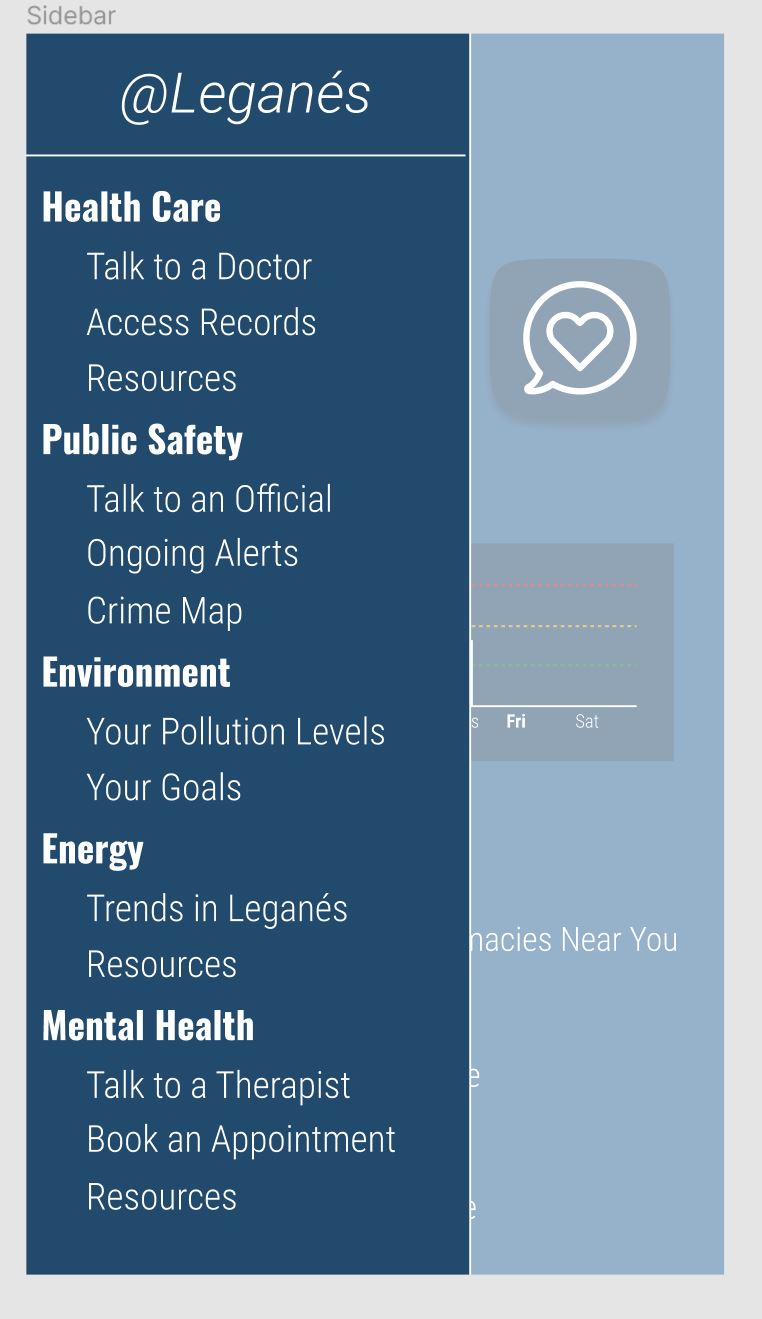 Sidebar
@Leganés
Health Care
Talk to a Doctor
Access Records
Resources
Public Safety
Talk to an Official
Ongoing Alerts
Crime Map
Environment
Your Pollution Levels
Your Goals
Energy
Trends in Leganés
Resources
Mental Health
Talk to a Therapist
Book an Appointment
Resources
Fri
Sat
Near You